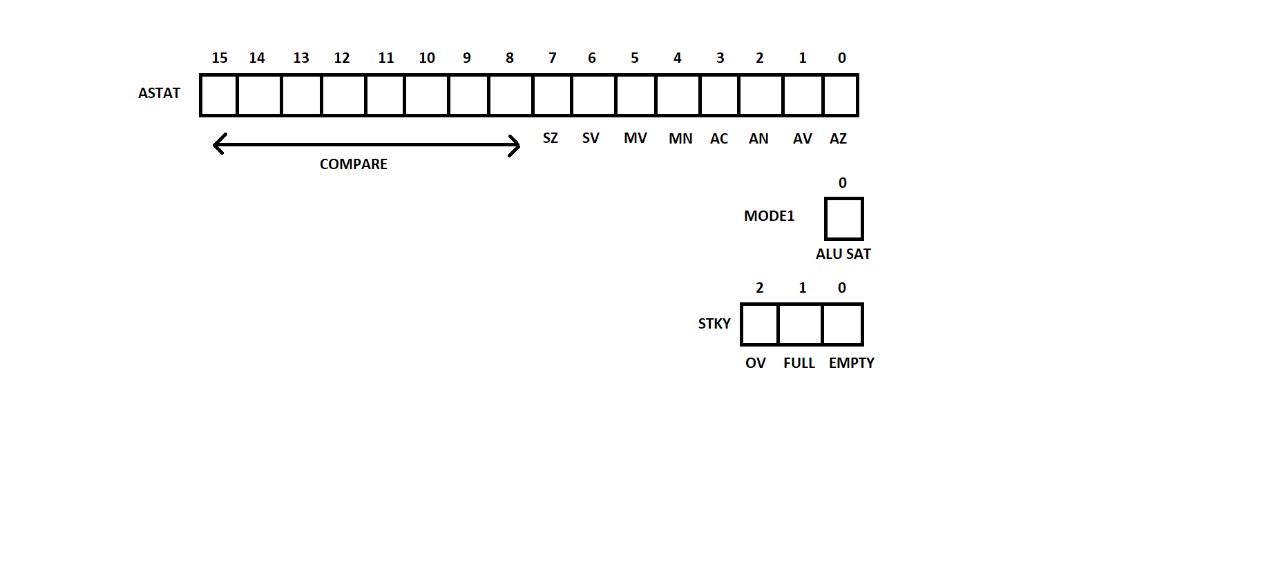 15 14 13 12 11 10 9 8 7 6 5 4 3 2 1 0
ASTAT
SZ SV MV MN AC AN AV AZ
COMPARE
0
MODE1
ALU SAT
2 1 0
STKY
OV FULL EMPTY